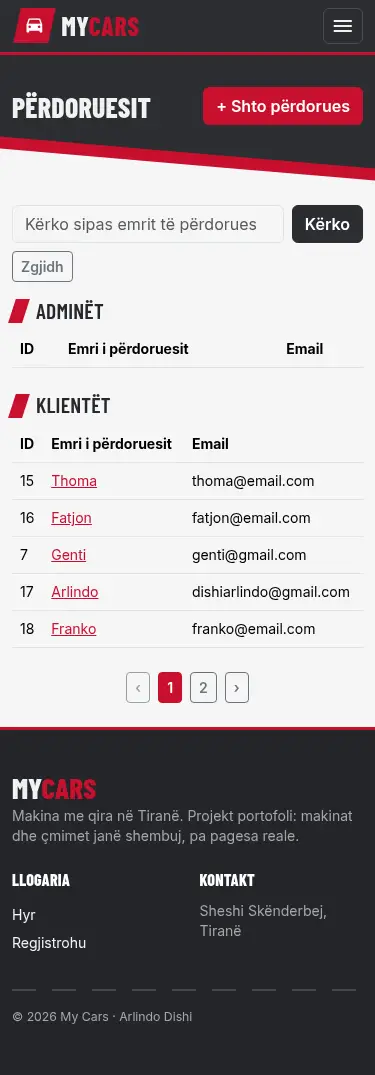 MYCARS
PËRDORUESIT
+ Shto përdorues
Kërko sipas emrit të përdorues
Kërko
Zgjidh
ADMINËT
ID Emri i përdoruesit Email
KLIENTËT
ID Emri i përdoruesit Email
15 Thoma thoma@email.com
16 Fatjon fatjon@email.com
7 Genti genti@gmail.com
17 Arlindo dishiarlindo@gmail.com
18 Franko franko@email.com
‹ 1 2 ›
MYCARS
Makina me qira në Tiranë. Projekt portofoli: makinat
dhe çmimet janë shembuj, pa pagesa reale.
LLOGARIA
Hyr
Regjistrohu
KONTAKT
Sheshi Skënderbej,
Tiranë
© 2026 My Cars · Arlindo Dishi